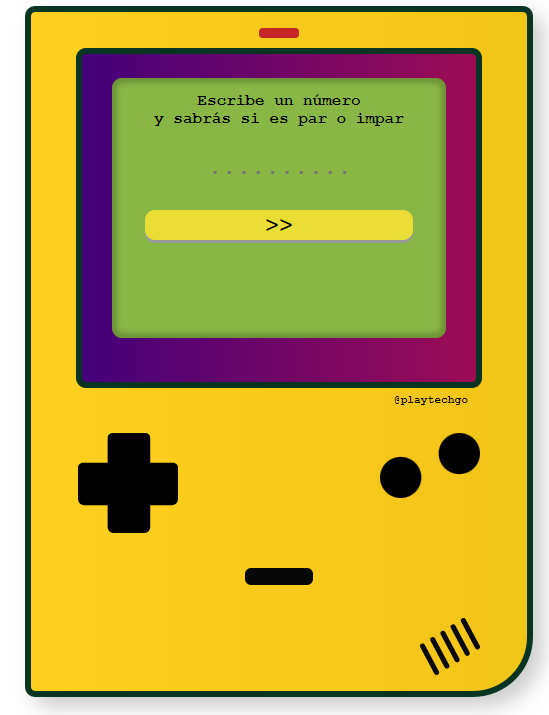 Escribe un número
y sabrás si es par o impar
..........
>>
@playtechgo